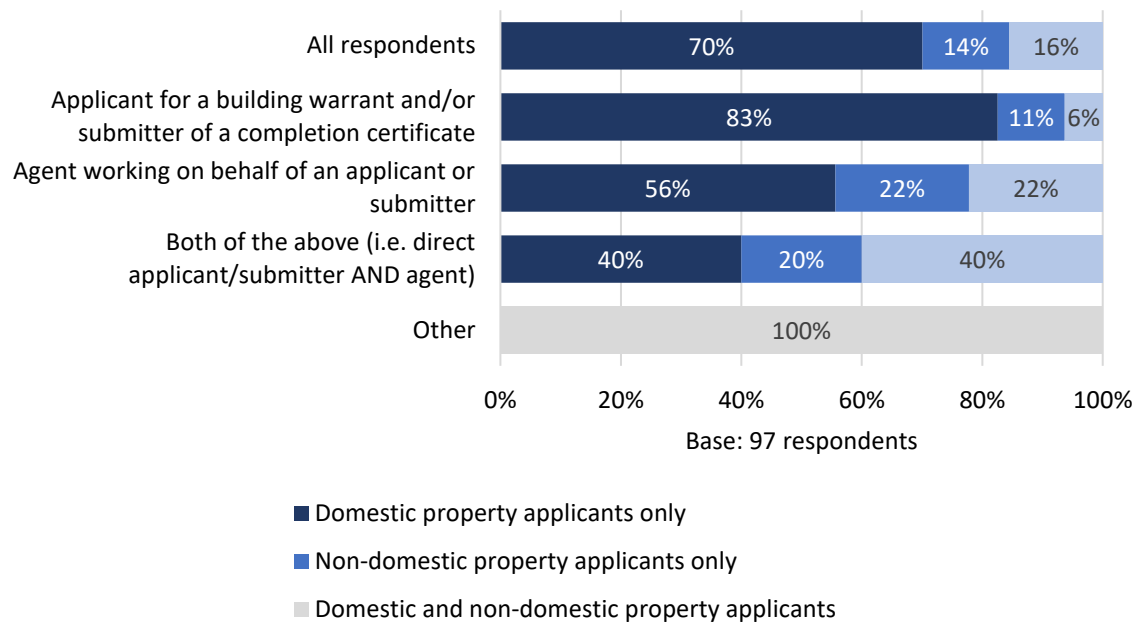 All respondents
70%
14%
16%
Applicant for a building warrant and/or
submitter of a completion certificate
83%
11%
6%
Agent working on behalf of an applicant or
submitter
56%
22%
22%
Both of the above (i.e. direct
applicant/submitter AND agent)
40%
20%
40%
Other
100%
0%
20%
40%
60%
80%
100%
Base: 97 respondents
Domestic property applicants only
Non-domestic property applicants only
Domestic and non-domestic property applicants